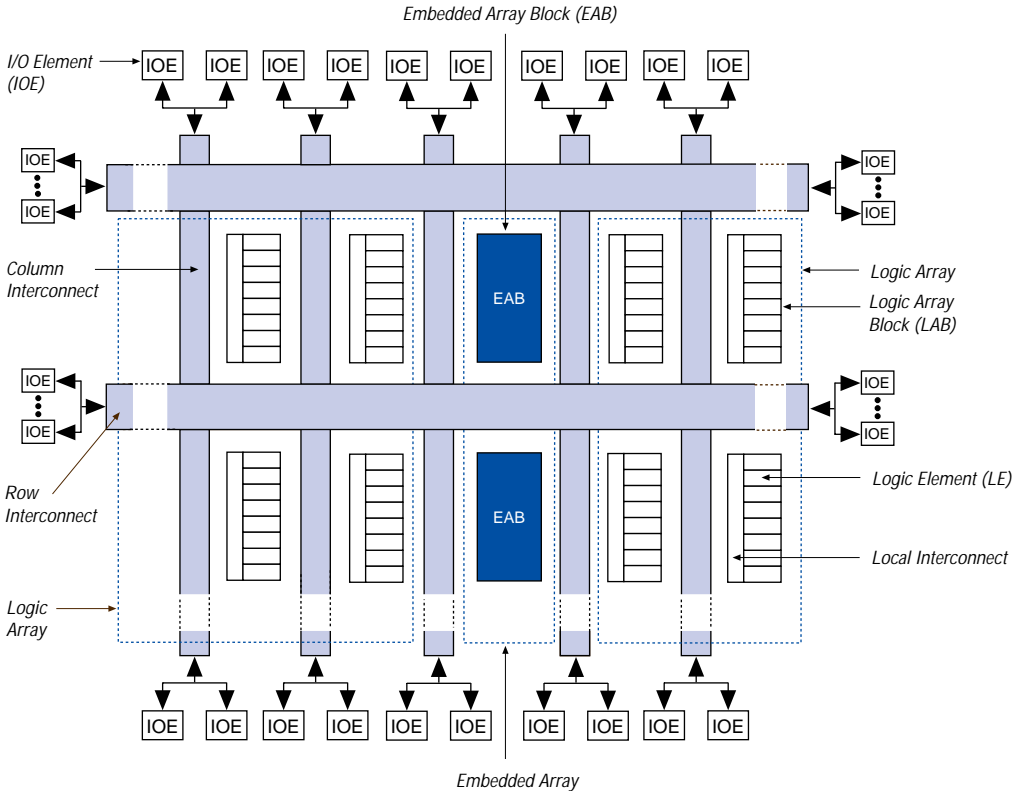 Embedded Array Block (EAB)
I/O Element
(IOE)
IOE IOE IOE IOE IOE IOE IOE IOE IOE IOE
IOE
IOE
IOE
IOE
Column
Interconnect
EAB
Logic Array
Logic Array
Block (LAB)
IOE
IOE
IOE
IOE
Row
Interconnect
EAB
Logic Element (LE)
Local Interconnect
Logic
Array
IOE IOE IOE IOE IOE IOE IOE IOE IOE IOE
Embedded Array